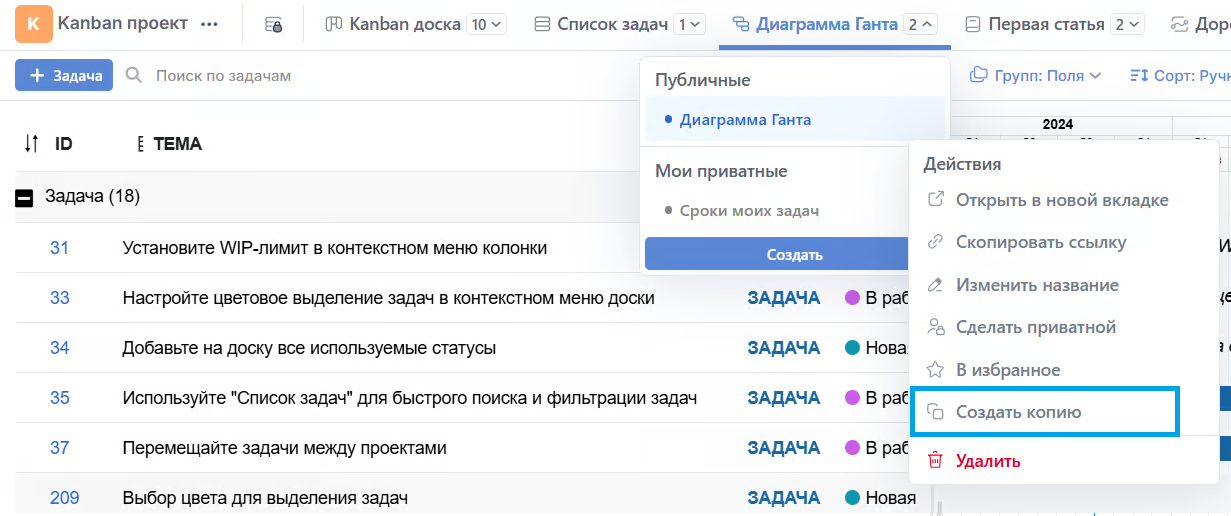 K Kanban проект ••• Kanban доска 10 Список задач 1 Диаграмма Ганта 2 Первая статья 2
+ Задача Поиск по задачам Групп: Поля Сорт:
Публичные
Диаграмма Ганта
2024
ID ТЕМА
Мои приватные
Сроки моих задач
Создать
Действия
Открыть в новой вкладке
Скопировать ссылку
Изменить название
Сделать приватной
В избранное
Создать копию
Удалить
Задача (18)
31 Установите WIP-лимит в контекстном меню колонки
33 Настройте цветовое выделение задач в контекстном меню доски ЗАДАЧА В раб
34 Добавьте на доску все используемые статусы ЗАДАЧА Нова
35 Используйте "Список задач" для быстрого поиска и фильтрации задач ЗАДАЧА В раб
37 Перемещайте задачи между проектами ЗАДАЧА В раб
209 Выбор цвета для выделения задач ЗАДАЧА Новая